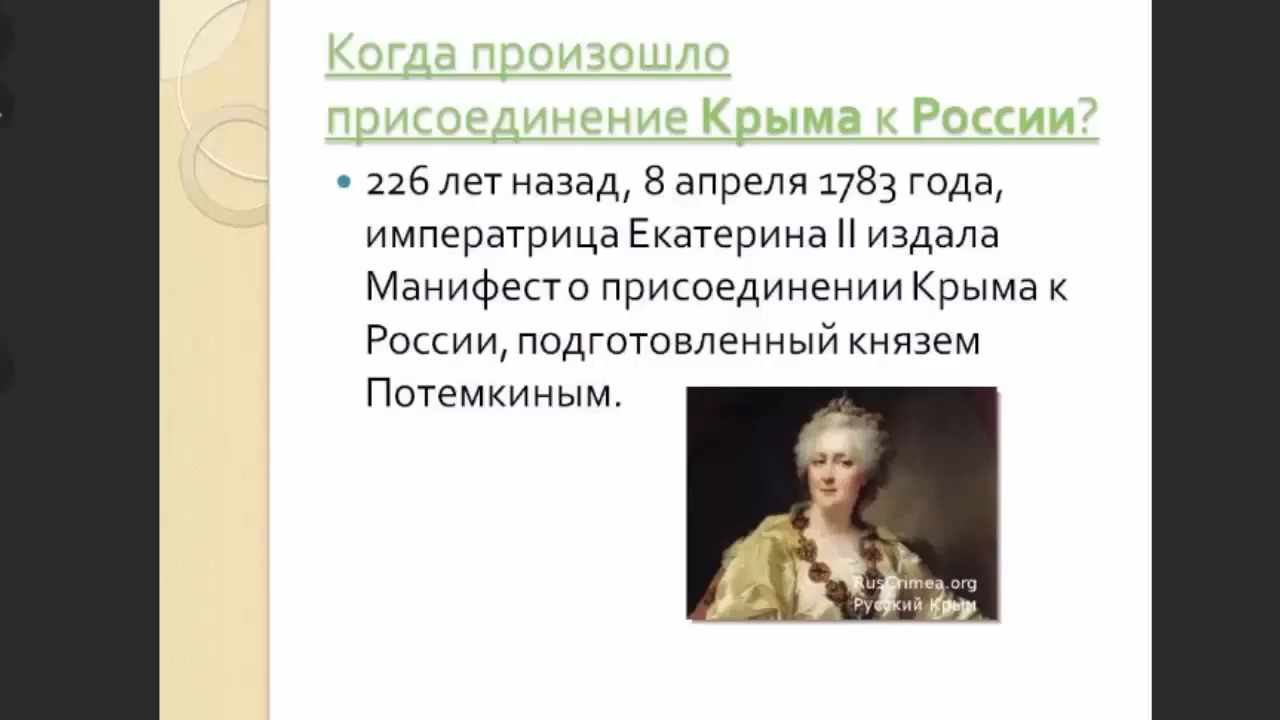 Когда произошло
присоединение Крыма к России?
• 226 лет назад, 8 апреля 1783 года,
императрица Екатерина II издала
Манифест о присоединении Крыма к
России, подготовленный князем
Потемкиным.
RusCrimea.org
Русский Крым